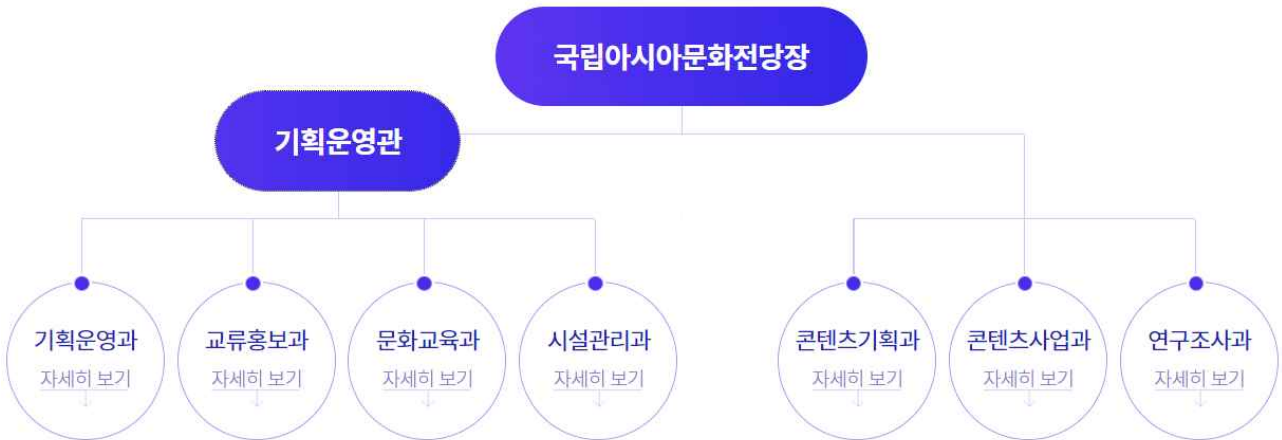 국립아시아문화전당장
기획운영관
기획운영과
자세히 보기
교류홍보과
자세히 보기
문화교육과
자세히 보기
시설관리과
자세히 보기
콘텐츠기획과
자세히 보기
콘텐츠사업과
자세히 보기
연구조사과
자세히 보기